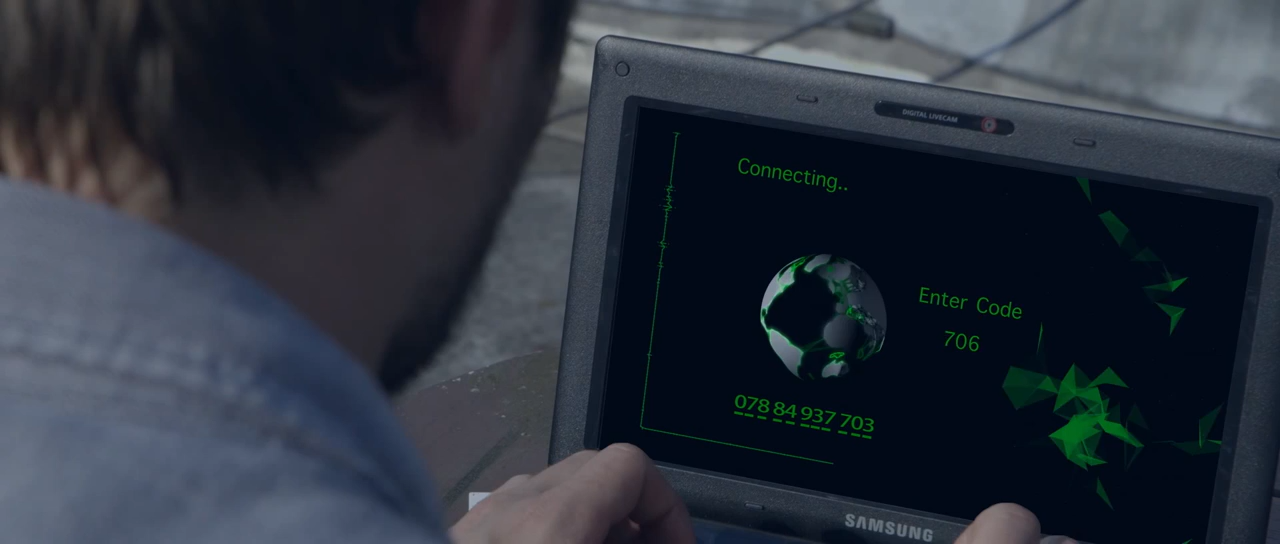 DIGITAL LIVECAM
Connecting..
Enter Code
706
078 84 937 703
SAMSUNG